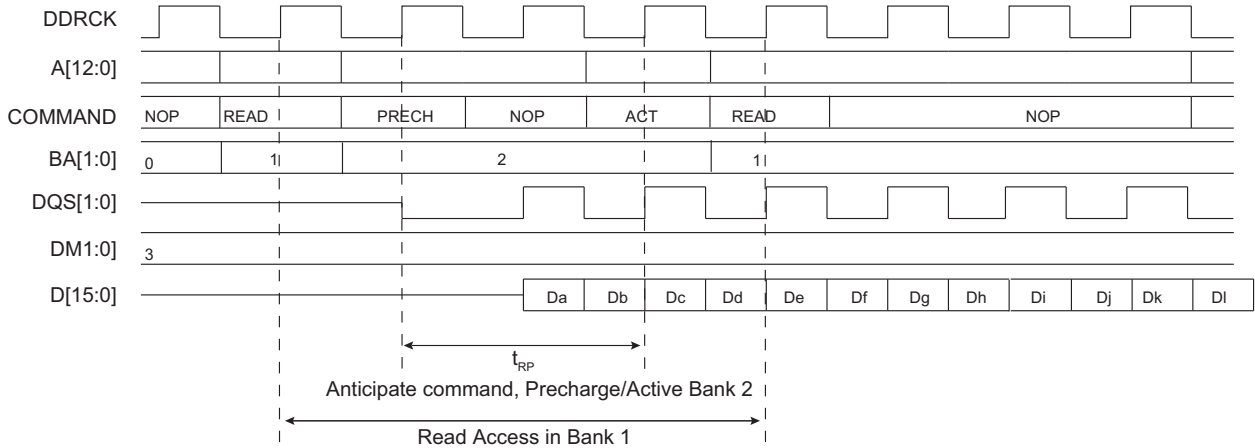 DDRCK
A[12:0]
COMMAND NOP READ PRECH NOP ACT READ NOP
BA[1:0] 0 1 2 1
DQS[1:0]
DM1:0] 3
D[15:0] Da Db Dc Dd De Df Dg Dh Di Dj Dk Dl
tRP
Anticipate command, Precharge/Active Bank 2
Read Access in Bank 1